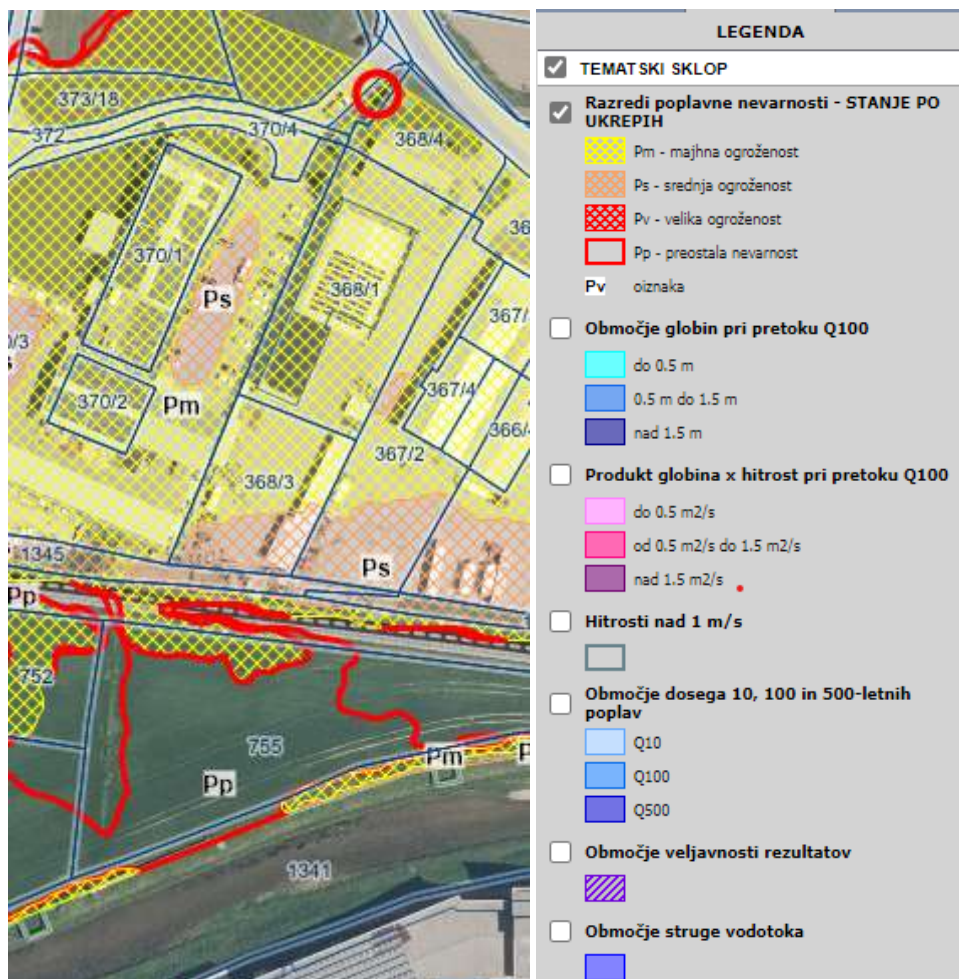 373/18
372
370/4
368/4
370/1
36
Ps
368/1
367/
0/3
370/2
Pm
367/4
366/4
367/2
368/3
1345
Ps
Pp
752
755
Pm
Pp
1341
LEGENDA
TEMATSKI SKLOP
Razredi poplavne nevarnosti - STANJE PO
UKREPIH
Pm - majhna ogroženost
Ps - srednja ogroženost
Pv - velika ogroženost
Pp - preostala nevarnost
Pv oiznaka
Območje globin pri pretoku Q100
do 0.5 m
0.5 m do 1.5 m
nad 1.5 m
Produkt globina x hitrost pri pretoku Q100
do 0.5 m2/s
od 0.5 m2/s do 1.5 m2/s
nad 1.5 m2/s
Hitrosti nad 1 m/s
Območje dosega 10, 100 in 500-letnih
poplav
Q10
Q100
Q500
Območje veljavnosti rezultatov
Območje struge vodotoka